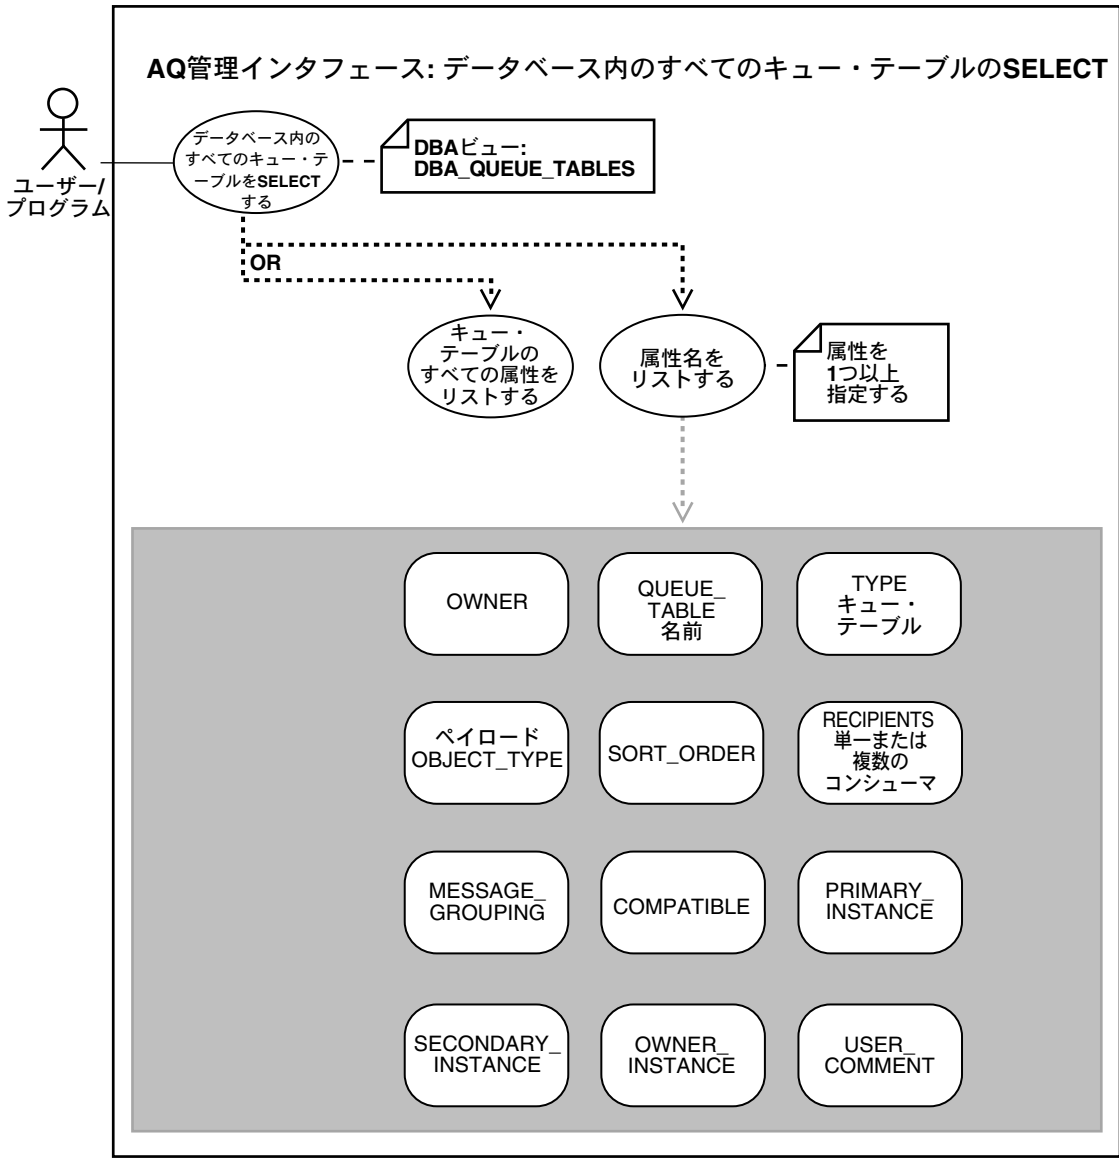 AQ管理インタフェース: データベース内のすべてのキュー・テーブルのSELECT
ユーザー/
プログラム
データベース内の
すべてのキュー・テ
ーブルをSELECT
する
DBAビュー:
DBA_QUEUE_TABLES
OR
キュー・
テーブルの
すべての属性を
リストする
属性名を
リストする
属性を
1つ以上
指定する
OWNER
QUEUE_
TABLE
名前
TYPE
キュー・
テーブル
ペイロード
OBJECT_TYPE
SORT_ORDER
RECIPIENTS
単一または
複数の
コンシューマ
MESSAGE_
GROUPING
COMPATIBLE
PRIMARY_
INSTANCE
SECONDARY_
INSTANCE
OWNER_
INSTANCE
USER_
COMMENT